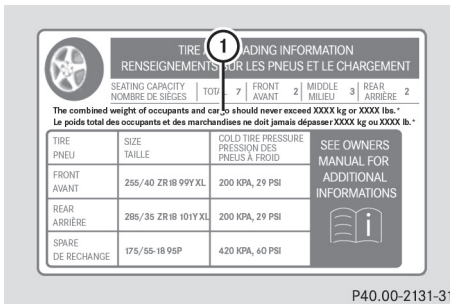 1
TIRE AND LOADING INFORMATION
RENSEIGNEMENTS SUR LES PNEUS ET LE CHARGEMENT
SEATING CAPACITY TOTAL 7 FRONT 2 MIDDLE 3 REAR 2
NOMBRE DE SIÈGES AVANT MILIEU ARRIÈRE
The combined weight of occupants and cargo should never exceed XXXX kg or XXXX lbs.*
Le poids total des occupants et des marchandises ne doit jamais dépasser XXXX kg ou XXXX lb.*
TIRE SIZE COLD TIRE PRESSURE
PNEU TAILLE PRESSION DES
PNEUS À FROID
SEE OWNERS
MANUAL FOR
ADDITIONAL
INFORMATIONS
i
FRONT
AVANT 255/40 ZR18 99Y XL 200 KPA, 29 PSI
REAR
ARRIÈRE 285/35 ZR18 101Y XL 200 KPA, 29 PSI
SPARE
DE RECHANGE 175/55-18 95P 420 KPA, 60 PSI
P40.00-2131-31